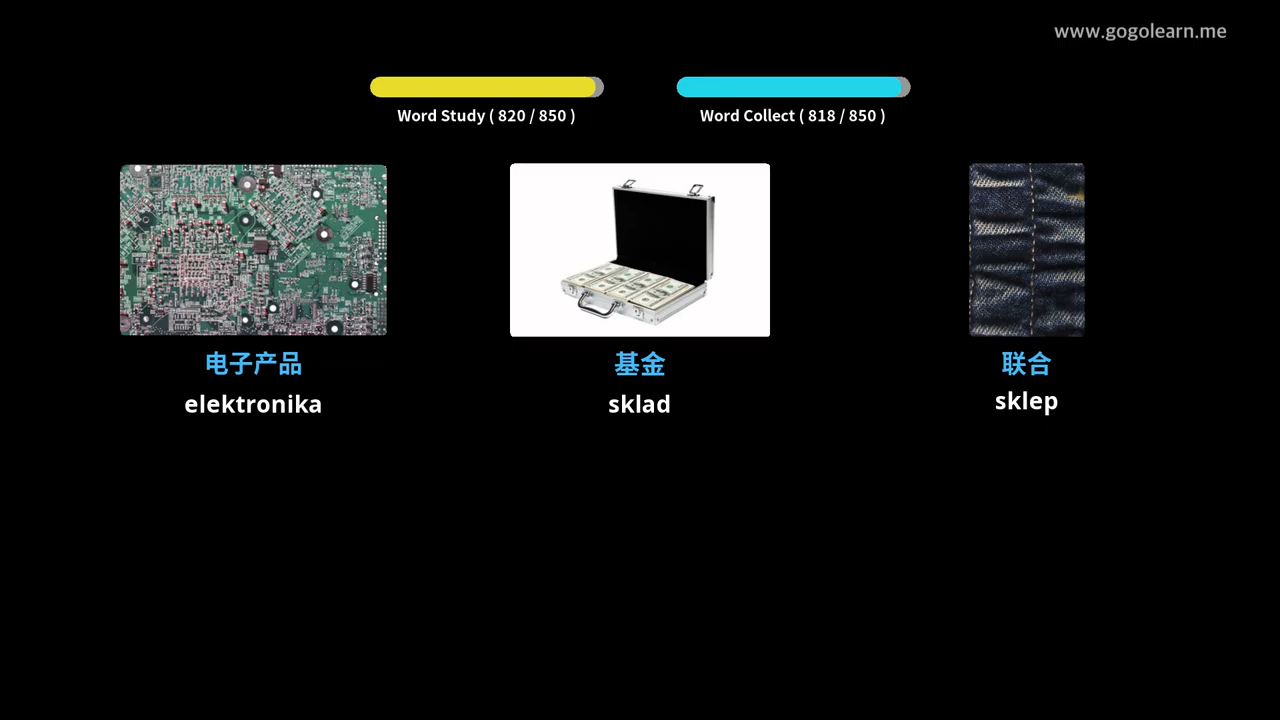 www.gogolearn.me
Word Study ( 820 / 850 )
Word Collect ( 818 / 850 )
电子产品
elektronika
基金
sklad
联合
sklep